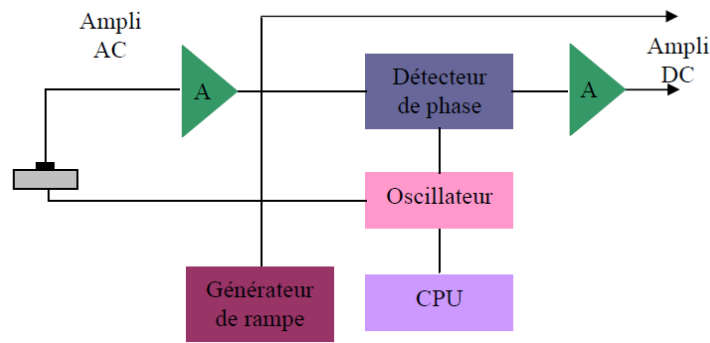 Ampli
AC
Ampli
DC
A
Détecteur
de phase
A
Oscillateur
Générateur
de rampe
CPU